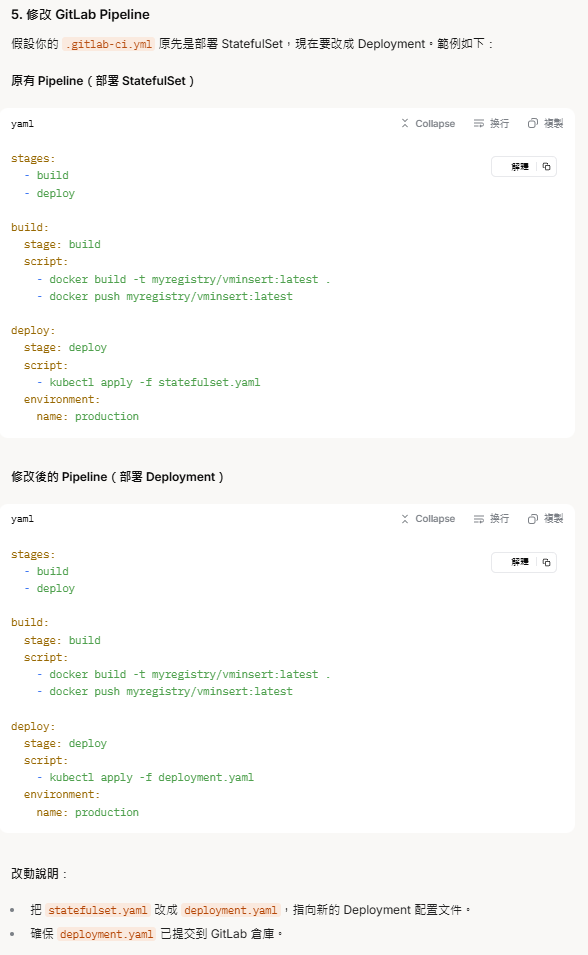 5. 修改 GitLab Pipeline
假設你的 .gitlab-ci.yml 原先是部署 StatefulSet，現在要改成 Deployment。範例如下：
原有 Pipeline（部署 StatefulSet）
yaml
Collapse 換行 複製
解釋
stages:
  - build
  - deploy
build:
  stage: build
  script:
    - docker build -t myregistry/vminsert:latest .
    - docker push myregistry/vminsert:latest
deploy:
  stage: deploy
  script:
    - kubectl apply -f statefulset.yaml
  environment:
    name: production
修改後的 Pipeline（部署 Deployment）
yaml
Collapse 換行 複製
解釋
stages:
  - build
  - deploy
build:
  stage: build
  script:
    - docker build -t myregistry/vminsert:latest .
    - docker push myregistry/vminsert:latest
deploy:
  stage: deploy
  script:
    - kubectl apply -f deployment.yaml
  environment:
    name: production
改動說明：
• 把 statefulset.yaml 改成 deployment.yaml，指向新的 Deployment 配置文件。
• 確保 deployment.yaml 已提交到 GitLab 倉庫。